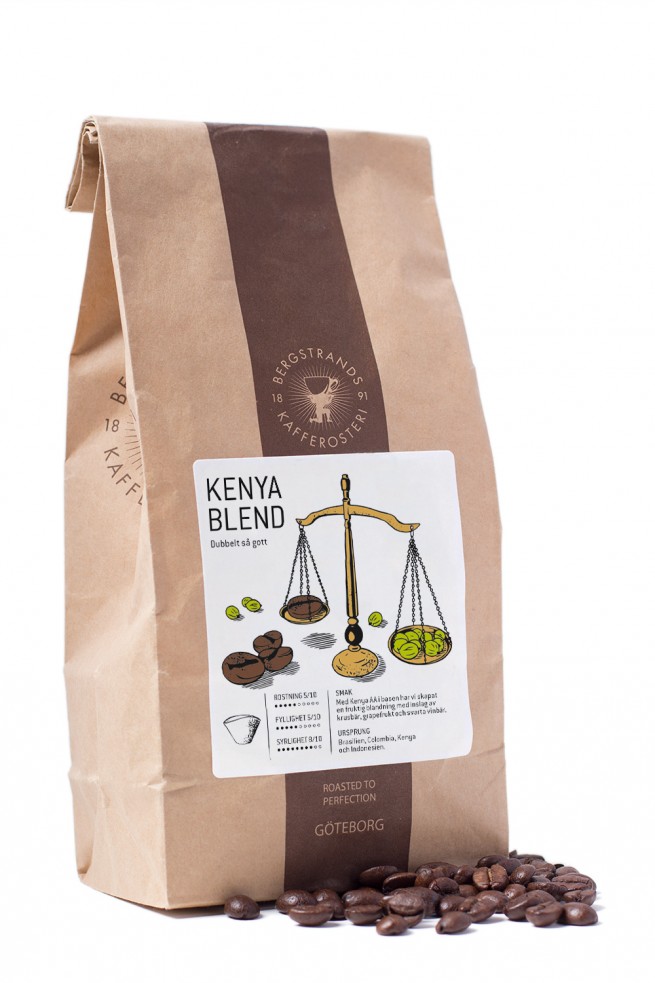 BERGSTRANDS
18 91
KAFFEROSTERI
18
KENYA
BLEND
Dubbelt så gott
ROSTNING 5/10
FYLLIGHET 5/10
SYRLIGHET 8/10
SMAK
Med Kenya AA i basen har vi skapat
en fruktig blandning med inslag av
krusbär, grapefrukt och svarta vinbär.
URSPRUNG
Brasilien, Colombia, Kenya
och Indonesien.
ROASTED TO
PERFECTION
GÖTEBORG